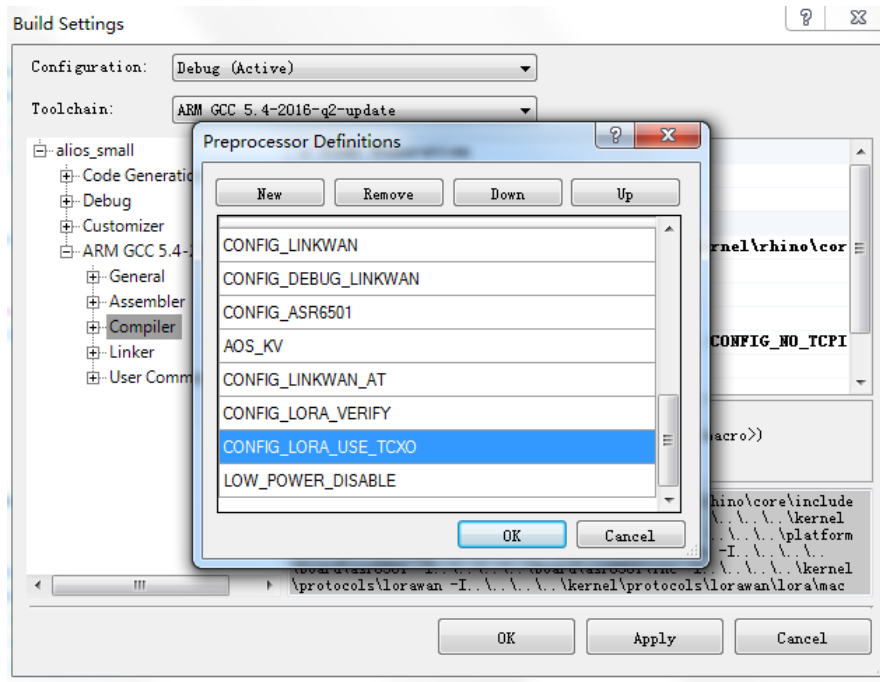 Build Settings
Configuration: Debug (Active)
Toolchain: ARM GCC 5.4-2016-q2-update
Preprocessor Definitions
New Remove Down Up
CONFIG_LINKWAN
CONFIG_DEBUG_LINKWAN
CONFIG_ASR6501
AOS_KV
CONFIG_LINKWAN_AT
CONFIG_LORA_VERIFY
CONFIG_LORA_USE_TCXO
LOW_POWER_DISABLE
OK Cancel
alios_small
Code Generatio
Debug
Customizer
ARM GCC 5.4-
General
Assembler
Compiler
Linker
User Comm
rnel\rhino\cor
CONFIG_NO_TCPI
acro>)
hino\core\include
\..\..\..\kernel
\..\..\platform
-I..\..\..\..
\kernel
\protocols\lorawan -I..\..\..\..\kernel\protocols\lorawan\lora\mac
OK Apply Cancel